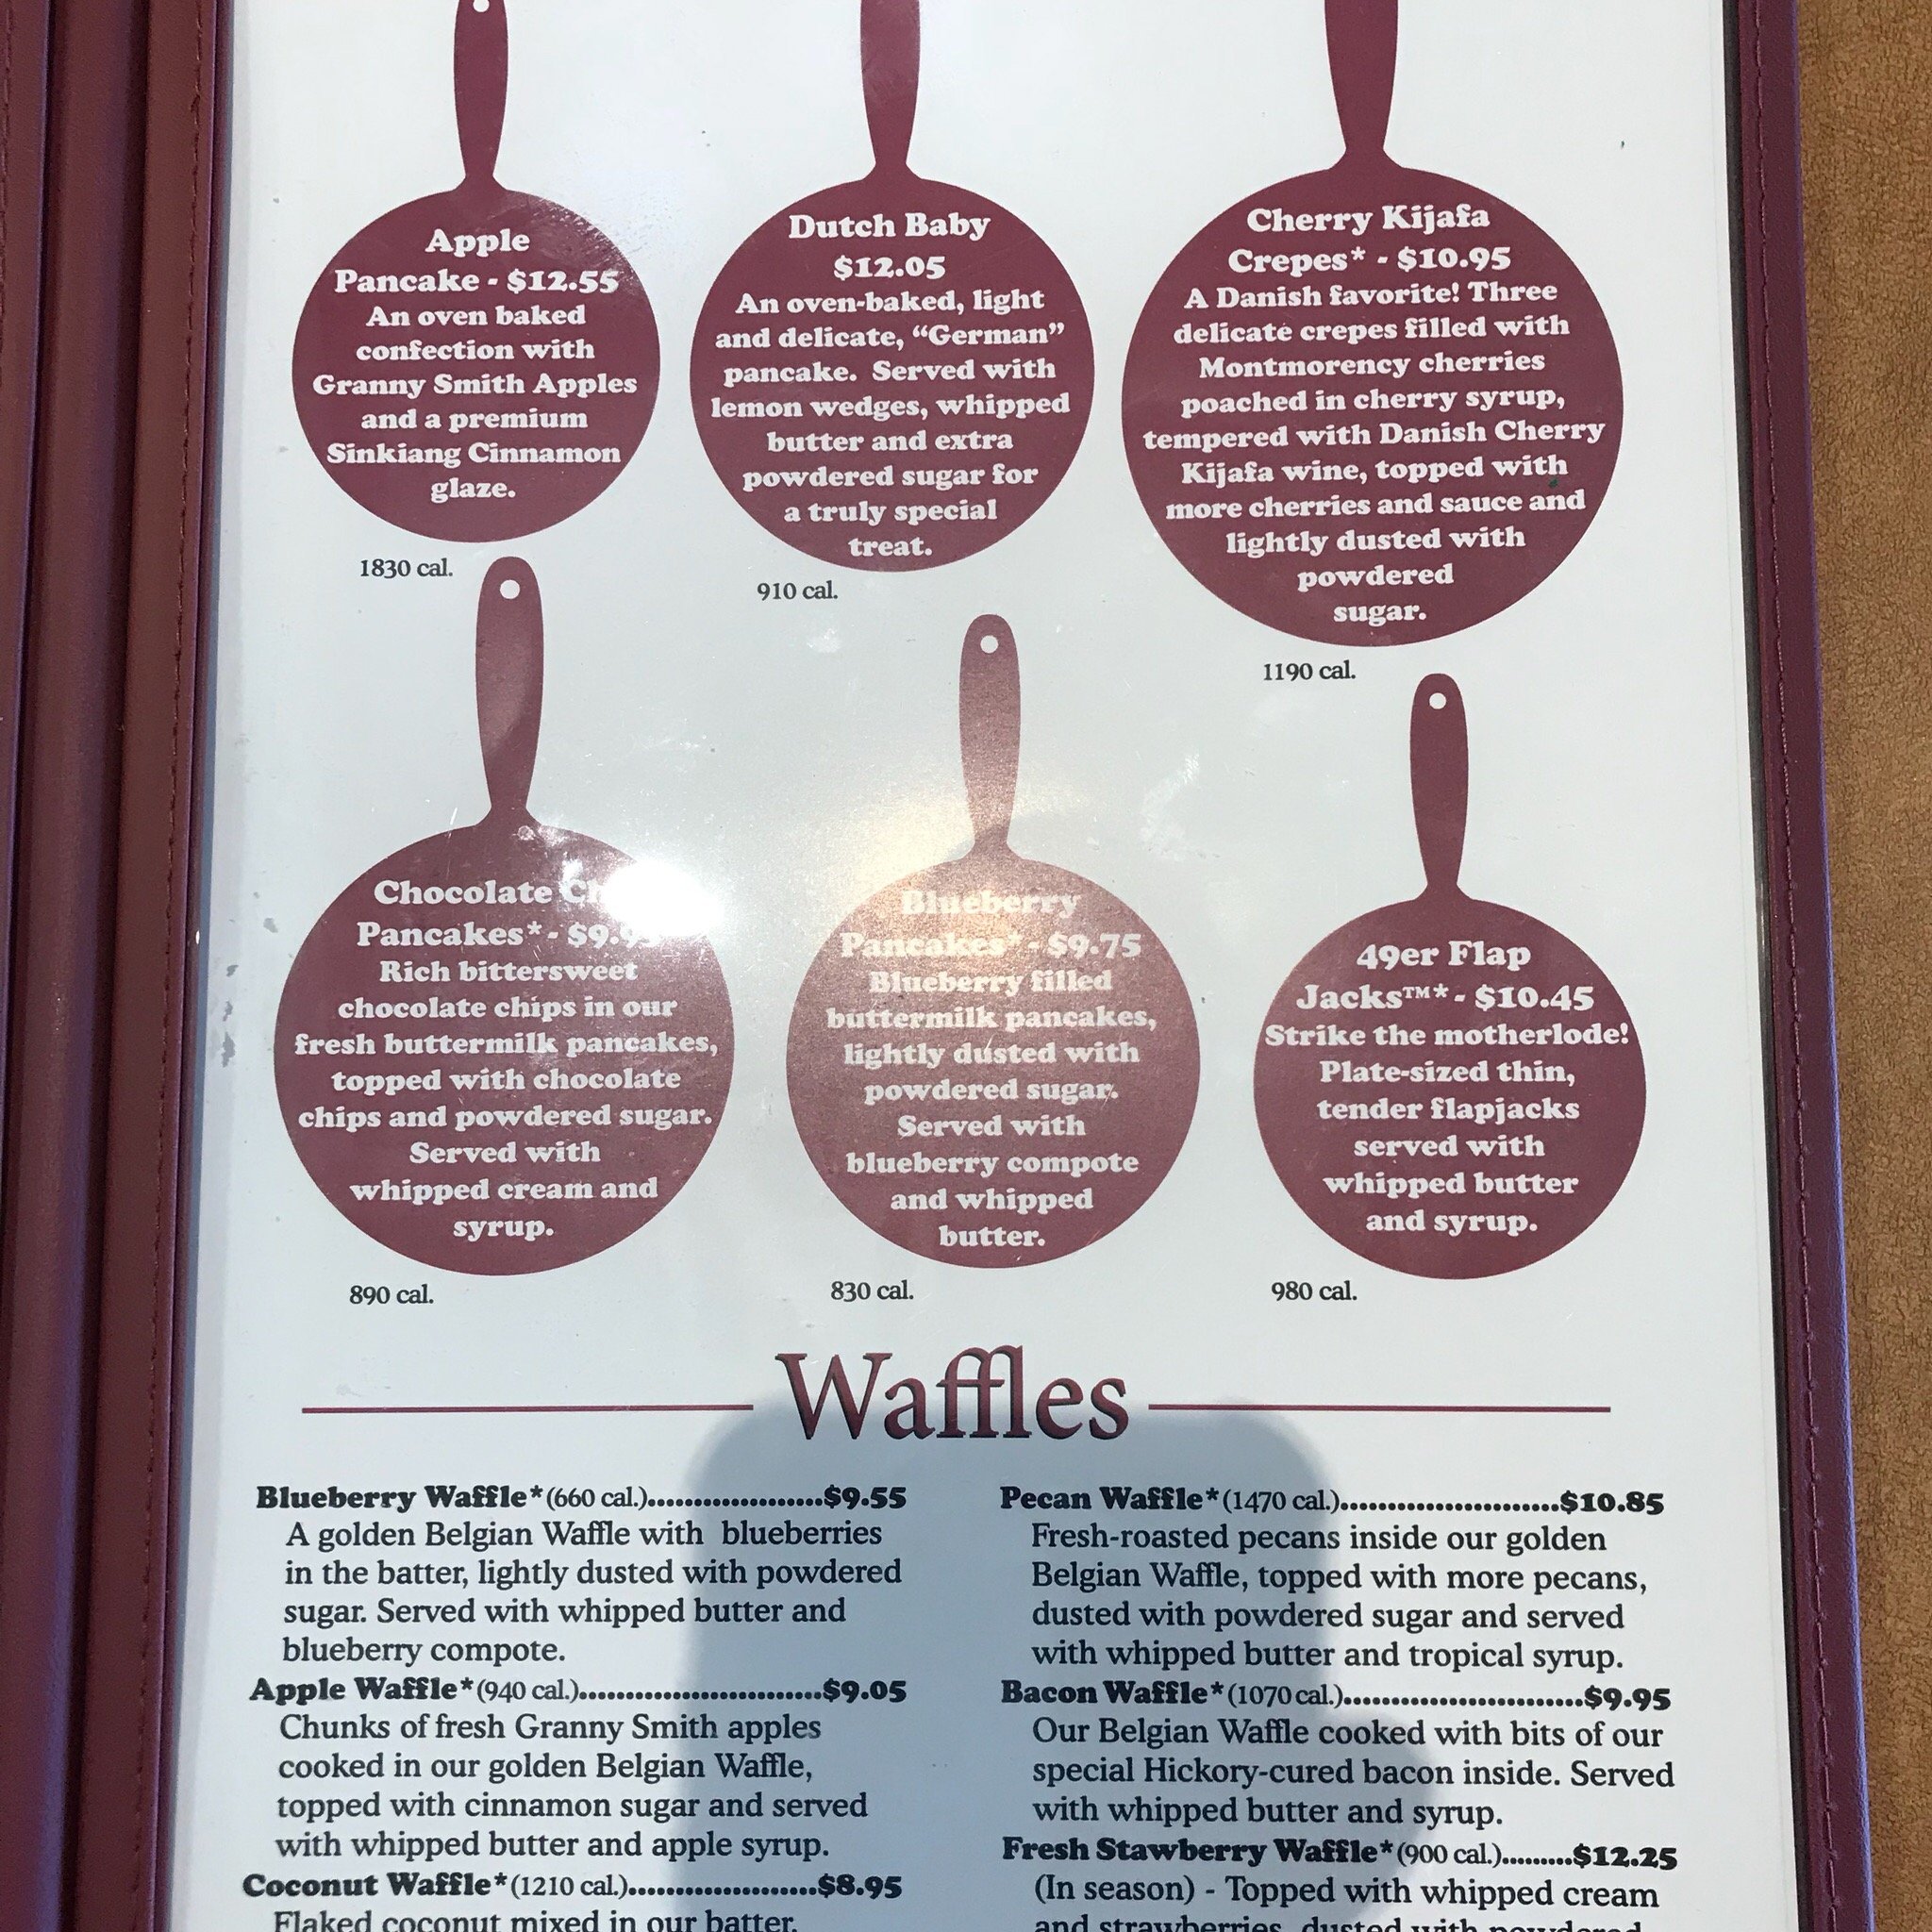 Apple
Pancake - $12.55
An oven baked
confection with
Granny Smith Apples
and a premium
Sinkiang Cinnamon
glaze.
1830 cal.
Dutch Baby
$12.05
An oven-baked, light
and delicate, “German”
pancake. Served with
lemon wedges, whipped
butter and extra
powdered sugar for
a truly special
treat.
910 cal.
Cherry Kijafa
Crepes* - $10.95
A Danish favorite! Three
delicate crepes filled with
Montmorency cherries
poached in cherry syrup,
tempered with Danish Cherry
Kijafa wine, topped with
more cherries and sauce and
lightly dusted with
powdered
sugar.
1190 cal.
Chocolate
Pancakes* -
Rich bittersweet
chocolate chips in our
fresh buttermilk pancakes,
topped with chocolate
chips and powdered sugar.
Served with
whipped cream and
syrup.
890 cal.
Blueberry
Pancakes* - $9.75
Blueberry filled
buttermilk pancakes,
lightly dusted with
powdered sugar.
Served with
blueberry compote
and whipped
butter.
830 cal.
49er Flap
Jacks™* - $10.45
Strike the motherlode!
Plate-sized thin,
tender flapjacks
served with
whipped butter
and syrup.
980 cal.
Waffles
Blueberry Waffle* (660 cal.)...................$9.55
A golden Belgian Waffle with blueberries
in the batter, lightly dusted with powdered
sugar. Served with whipped butter and
blueberry compote.
Apple Waffle* (940 cal.)..........................$9.05
Chunks of fresh Granny Smith apples
cooked in our golden Belgian Waffle,
topped with cinnamon sugar and served
with whipped butter and apple syrup.
Coconut Waffle* (1210 cal.)....................$8.95
Flaked coconut mixed in our batter,
Pecan Waffle* (1470 cal.).......................$10.85
Fresh-roasted pecans inside our golden
Belgian Waffle, topped with more pecans,
dusted with powdered sugar and served
with whipped butter and tropical syrup.
Bacon Waffle* (1070 cal.).........................$9.95
Our Belgian Waffle cooked with bits of our
special Hickory-cured bacon inside. Served
with whipped butter and syrup.
Fresh Stawberry Waffle* (900 cal.).........$12.25
(In season) - Topped with whipped cream
and strawberries, dusted with powdered